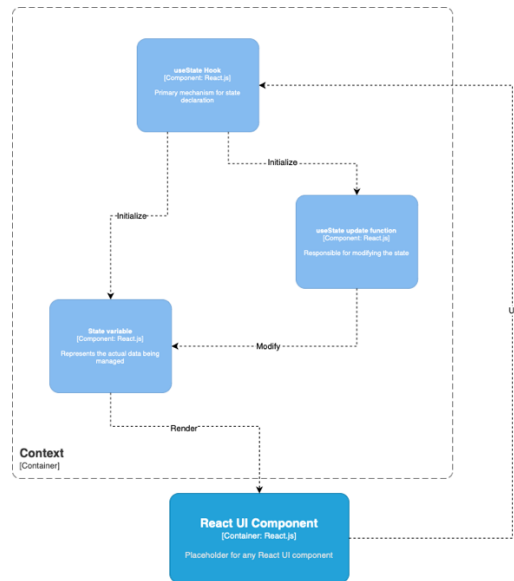 useState Hook
[Component: React.js]
Primary mechanism for state
declaration
Initialize
Initialize
useState update function
[Component: React.js]
Responsible for modifying the state
U
State variable
[Component: React.js]
Represents the actual data being
managed
Modify
Render
Context
[Container]
React UI Component
[Container: React.js]
Placeholder for any React UI component